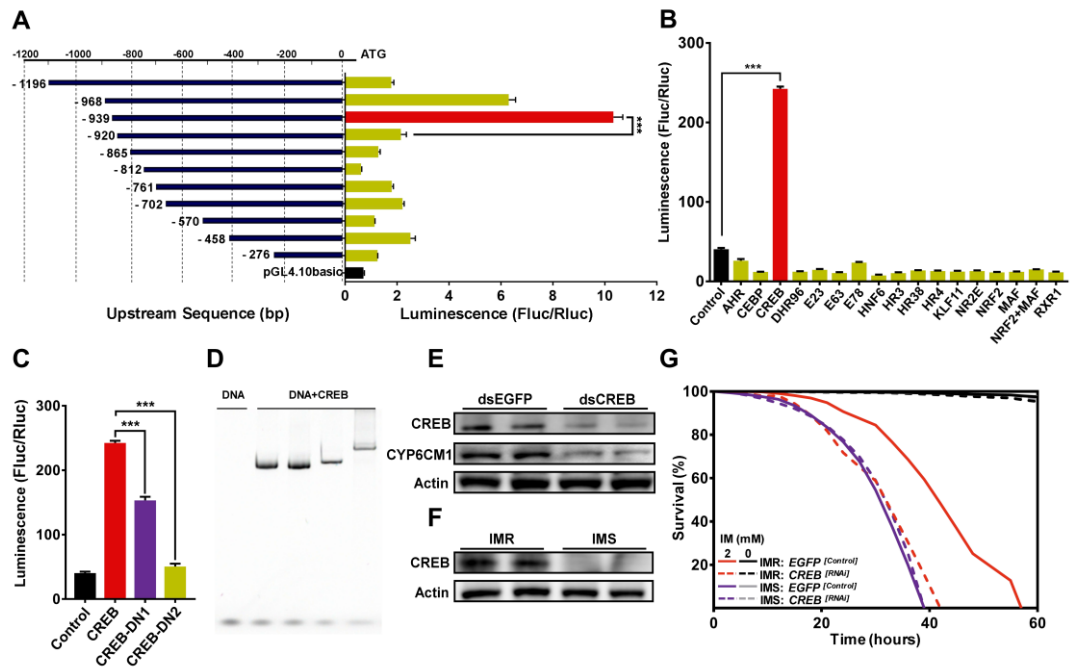 A
-1200 -1000 -800 -600 -400 -200 0 ATG
- 1196
- 968
- 939
- 920
- 865
- 812
- 761
- 702
- 570
- 458
- 276
pGL4.10basic
***
0 2 4 6 8 10 12
Upstream Sequence (bp)
Luminescence (Fluc/Rluc)
B
Luminescence (Fluc/Rluc)
300
200
100
0
***
Control
AHR
CEBP
CREB
DHR96
E23
E63
E78
HNF6
HR3
HR38
HR4
KLF11
NR2E
NRF2
MAF
NRF2+MAF
RXR1
C
Luminescence (Fluc/Rluc)
300
200
100
0
***
***
Control
CREB
CREB-DN1
CREB-DN2
D
DNA
DNA+CREB
E
dsEGFP dsCREB
CREB
CYP6CM1
Actin
F
IMR IMS
CREB
Actin
G
Survival (%)
100
80
60
40
20
IM (mM)
2 0
IMR: EGFP [Control]
IMR: CREB [RNAi]
IMS: EGFP [Control]
IMS: CREB [RNAi]
0 20 40 60
Time (hours)